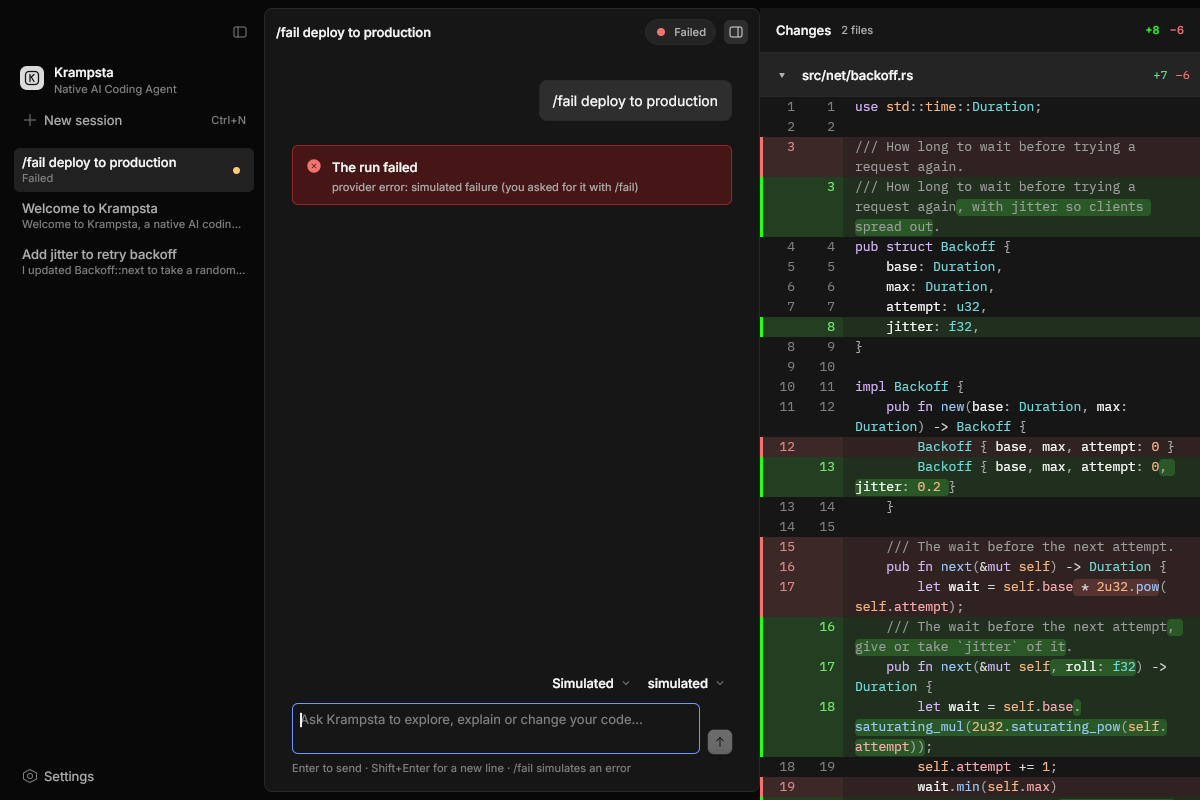 Krampsta
Native AI Coding Agent
New session Ctrl+N
/fail deploy to production
Failed
Welcome to Krampsta
Welcome to Krampsta, a native AI codin...
Add jitter to retry backoff
I updated Backoff::next to take a random...
Settings
/fail deploy to production
Failed
/fail deploy to production
The run failed
provider error: simulated failure (you asked for it with /fail)
Simulated simulated
Ask Krampsta to explore, explain or change your code...
Enter to send · Shift+Enter for a new line · /fail simulates an error
Changes 2 files +8 −6
src/net/backoff.rs +7 −6
1 1 use std::time::Duration;
2 2
3 /// How long to wait before trying a
request again.
3 /// How long to wait before trying a
request again, with jitter so clients
spread out.
4 4 pub struct Backoff {
5 5 base: Duration,
6 6 max: Duration,
7 7 attempt: u32,
8 jitter: f32,
8 9 }
9 10
10 11 impl Backoff {
11 12 pub fn new(base: Duration, max:
Duration) -> Backoff {
12 Backoff { base, max, attempt: 0 }
13 Backoff { base, max, attempt: 0,
jitter: 0.2 }
13 14 }
14 15
15 /// The wait before the next attempt.
16 pub fn next(&mut self) -> Duration {
17 let wait = self.base * 2u32.pow(
self.attempt);
16 /// The wait before the next attempt,
give or take `jitter` of it.
17 pub fn next(&mut self, roll: f32) ->
Duration {
18 let wait = self.base.
saturating_mul(2u32.saturating_pow(self.
attempt));
18 19 self.attempt += 1;
19 wait.min(self.max)